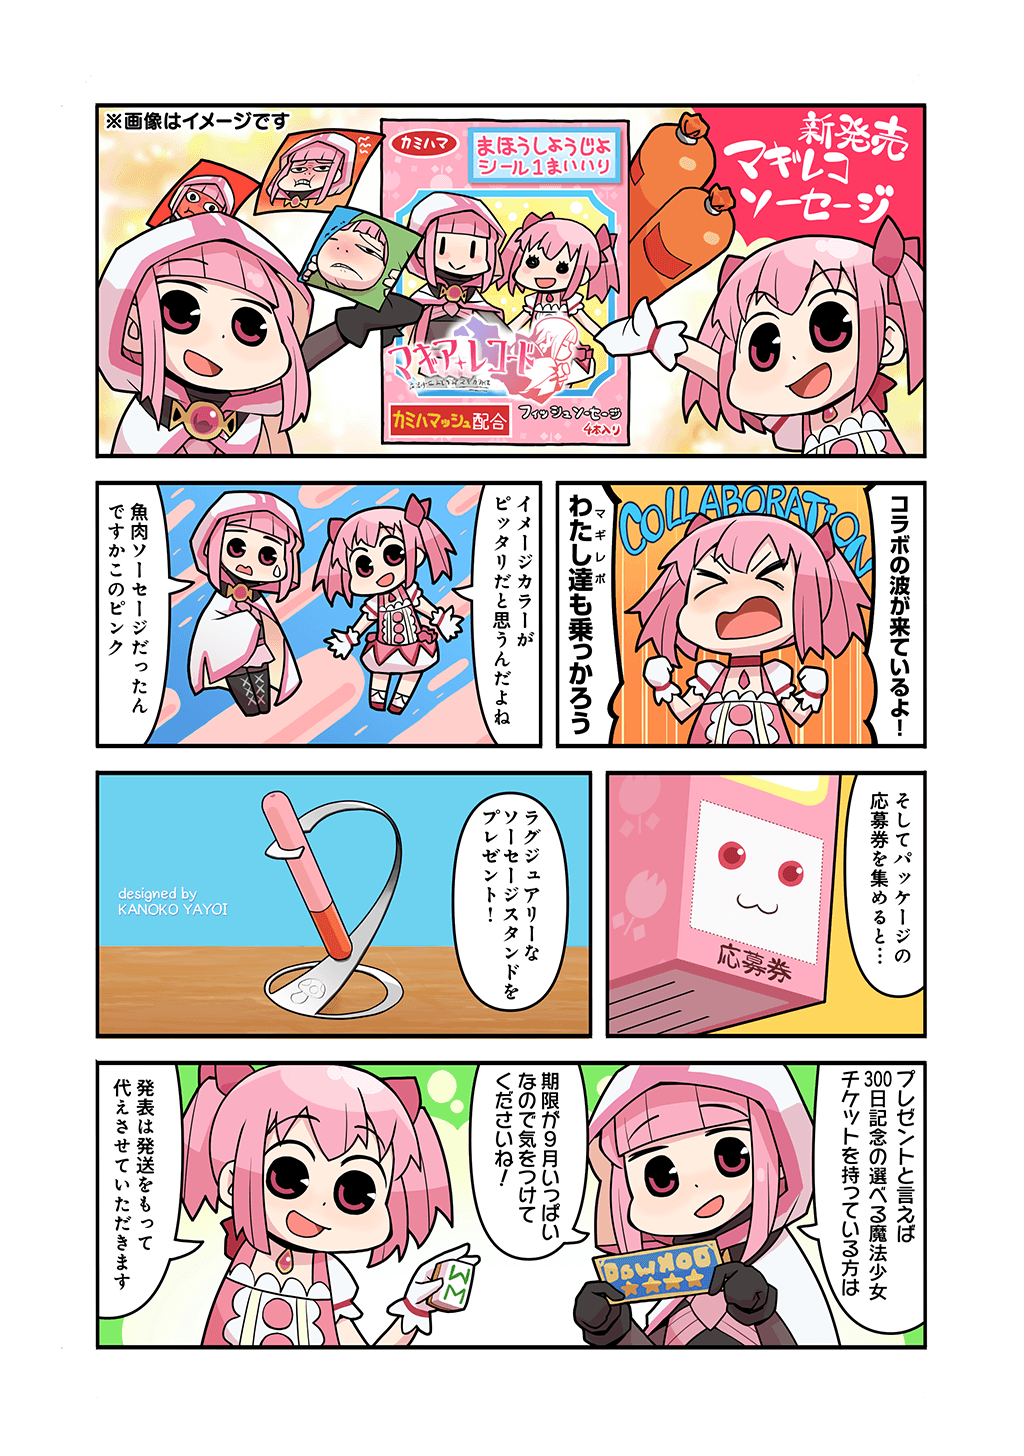 ※画像はイメージです
カミハマ
まほうしょうじょ
シール1まいいり
マギア・レコード
カミハマッシュ配合
フィッシュソーセージ
4本入り
新発売
マギレコ
ソーセージ
コラボの波が来ているよ!
COLLABORATION
マギレポ
わたし達も乗っかろう
イメージカラーが
ピッタリだと思うんだよね
魚肉ソーセージだったん
ですかこのピンク
そしてパッケージの
応募券を集めると…
応募券
ラグジュアリーな
ソーセージスタンドを
プレゼント!
designed by
KANOKO YAYOI
プレゼントと言えば
300日記念の選べる魔法少女
チケットを持っている方は
期限が9月いっぱい
なので気をつけて
くださいね!
発表は発送をもって
代えさせていただきます